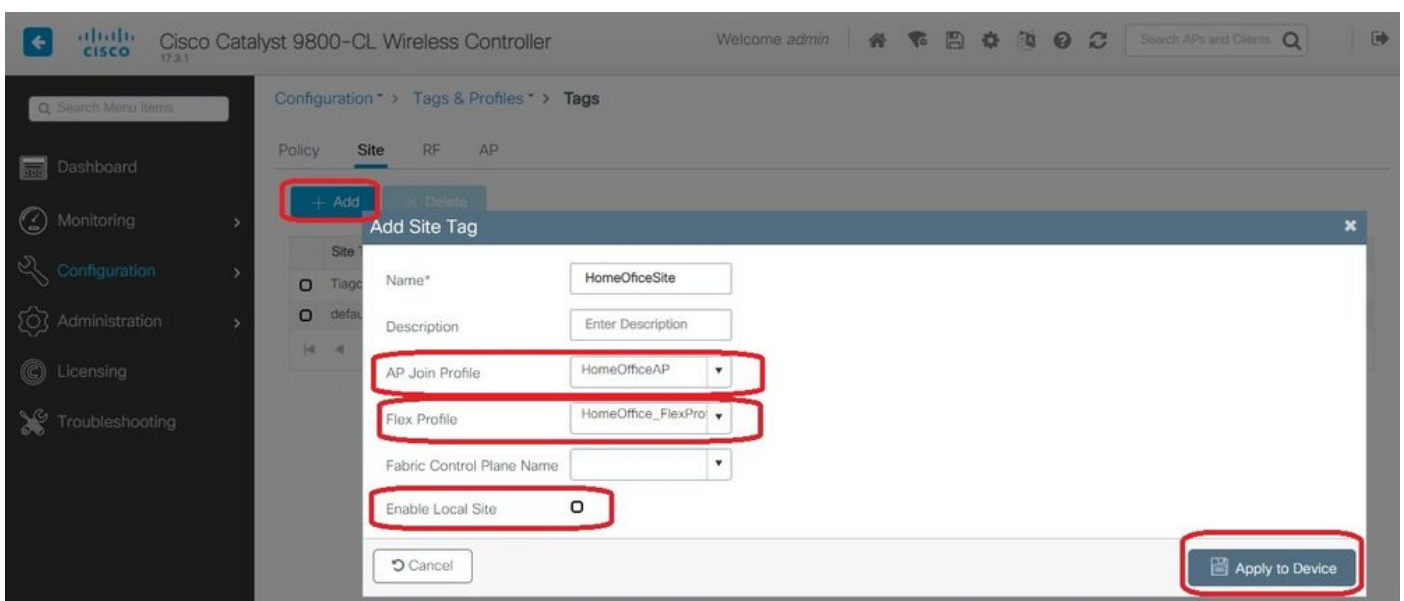 CISCO
Cisco Catalyst 9800-CL Wireless Controller
17.3.1
Welcome admin
Search APs and Clients
Search Menu Items
Dashboard
Monitoring
Configuration
Administration
Licensing
Troubleshooting
Configuration > Tags & Profiles > Tags
Policy Site RF AP
+ Add × Delete
Site
Add Site Tag
Name* HomeOficeSite
Description Enter Description
AP Join Profile HomeOfficeAP
Flex Profile HomeOffice_FlexPro
Fabric Control Plane Name
Enable Local Site
Cancel
Apply to Device